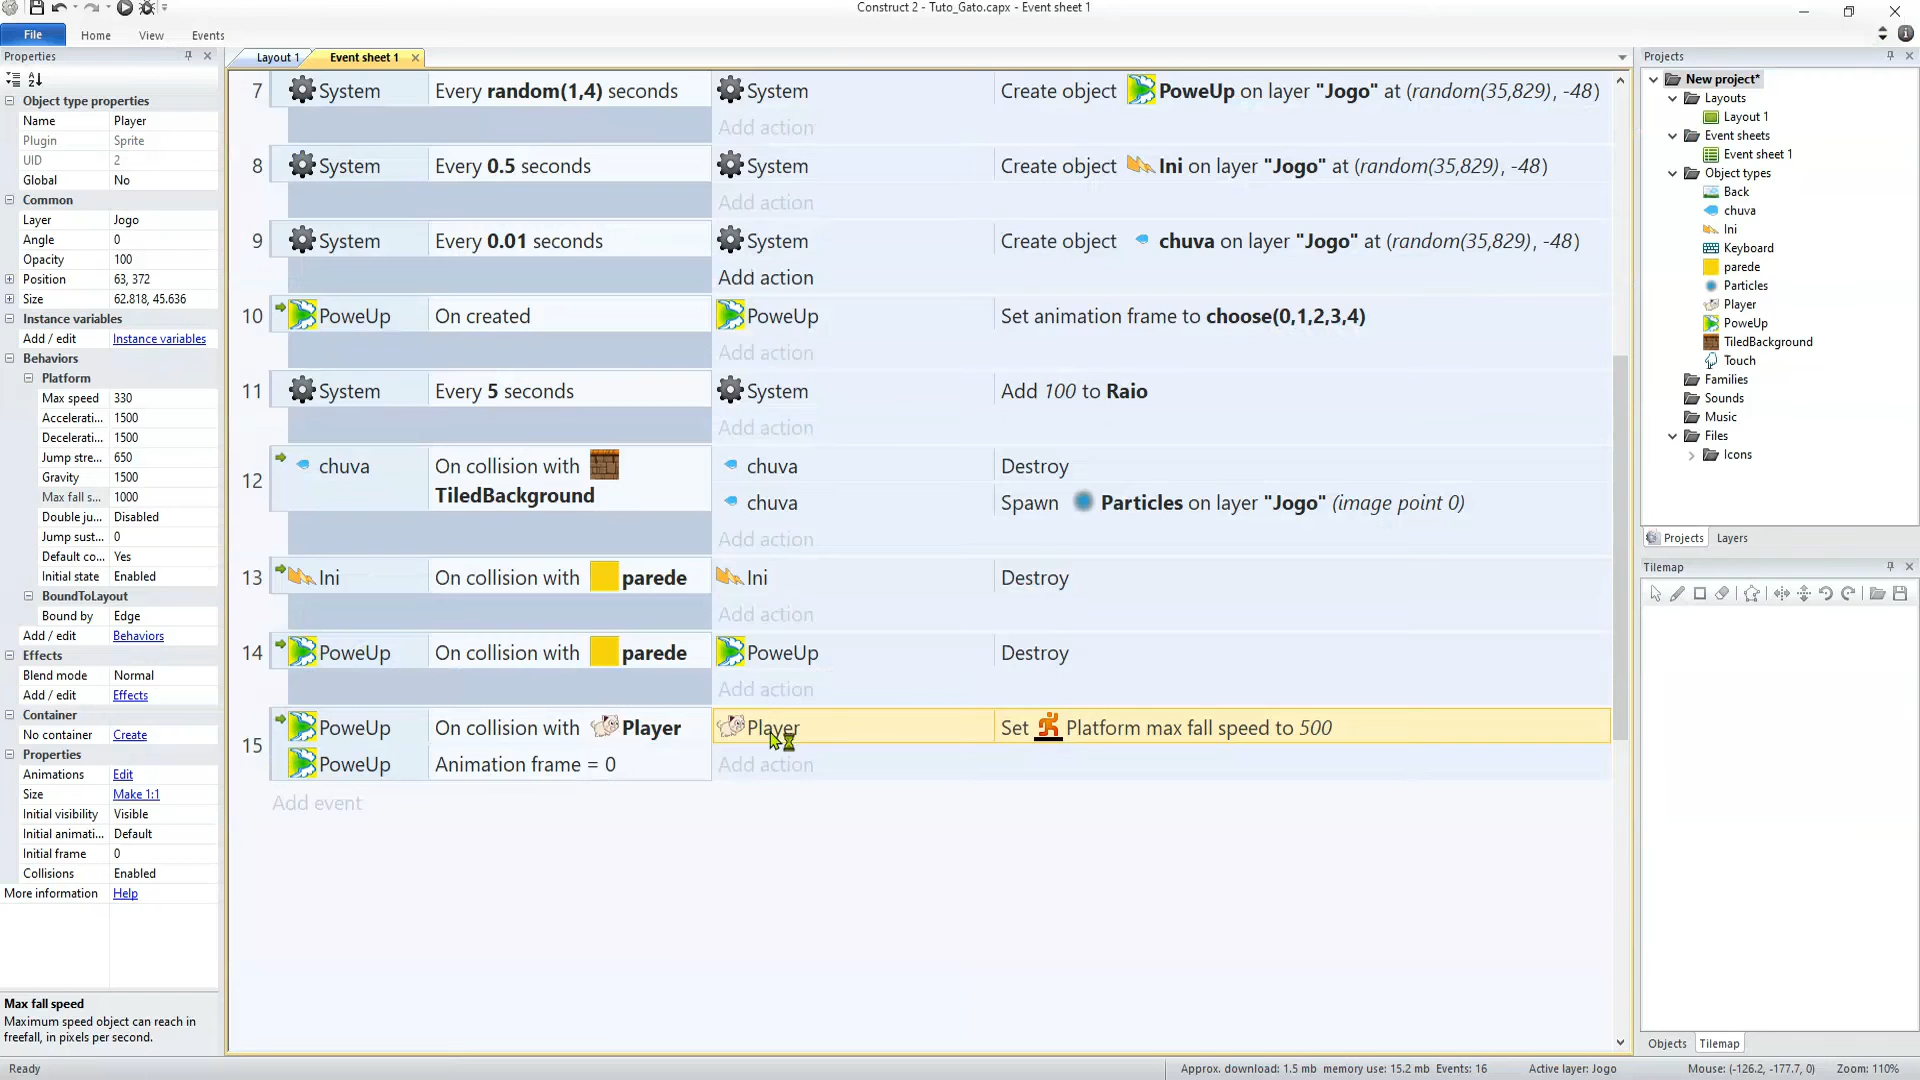 Construct 2 - Tuto_Gato.capx - Event sheet 1
File
Home
View
Events
Properties
Object type properties
Name Player
Plugin Sprite
UID 2
Global No
Common
Layer Jogo
Angle 0
Opacity 100
Position 63, 372
Size 62.818, 45.636
Instance variables
Add / edit Instance variables
Behaviors
Platform
Max speed 330
Accelerati... 1500
Decelerati... 1500
Jump stre... 650
Gravity 1500
Max fall s... 1000
Double ju... Disabled
Jump sust... 0
Default co... Yes
Initial state Enabled
BoundToLayout
Bound by Edge
Add / edit Behaviors
Effects
Blend mode Normal
Add / edit Effects
Container
No container Create
Properties
Animations Edit
Size Make 1:1
Initial visibility Visible
Initial animati... Default
Initial frame 0
Collisions Enabled
More information Help
Max fall speed
Maximum speed object can reach in
freefall, in pixels per second.
Layout 1
Event sheet 1
7 System Every random(1,4) seconds System Create object PoweUp on layer "Jogo" at (random(35,829), -48)
Add action
8 System Every 0.5 seconds System Create object Ini on layer "Jogo" at (random(35,829), -48)
Add action
9 System Every 0.01 seconds System Create object chuva on layer "Jogo" at (random(35,829), -48)
Add action
10 PoweUp On created PoweUp Set animation frame to choose(0,1,2,3,4)
Add action
11 System Every 5 seconds System Add 100 to Raio
Add action
12 chuva On collision with TiledBackground chuva Destroy
chuva Spawn Particles on layer "Jogo" (image point 0)
Add action
13 Ini On collision with parede Ini Destroy
Add action
14 PoweUp On collision with parede PoweUp Destroy
Add action
15 PoweUp On collision with Player Player Set Platform max fall speed to 500
PoweUp Animation frame = 0 Add action
Add event
Projects
New project*
Layouts
Layout 1
Event sheets
Event sheet 1
Object types
Back
chuva
Ini
Keyboard
parede
Particles
Player
PoweUp
TiledBackground
Touch
Families
Sounds
Music
Files
Icons
Projects
Layers
Tilemap
Objects
Tilemap
Ready
Approx. download: 1.5 mb memory use: 15.2 mb Events: 16
Active layer: Jogo
Mouse: (-126.2, -177.7, 0)
Zoom: 110%